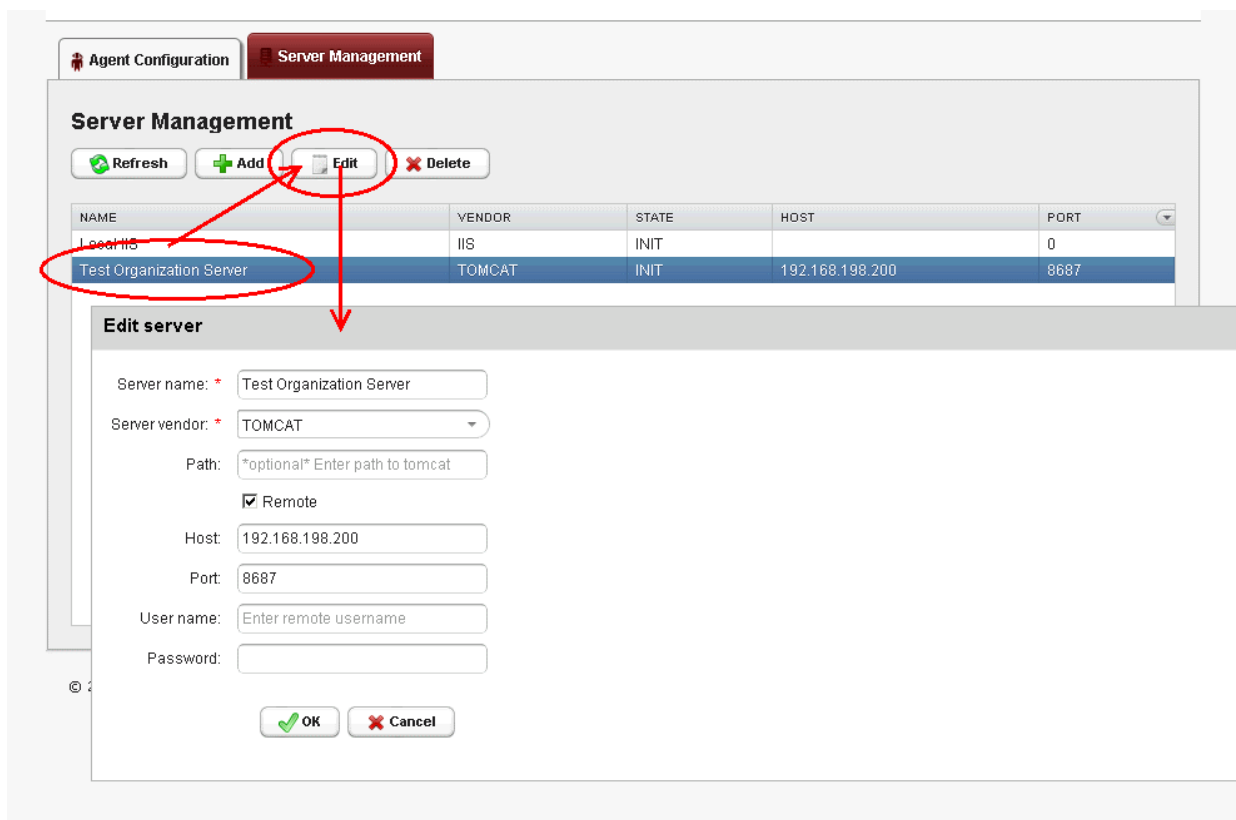 Agent Configuration Server Management
Server Management
Refresh Add Edit Delete
NAME VENDOR STATE HOST PORT
Local IIS IIS INIT 0
Test Organization Server TOMCAT INIT 192.168.198.200 8687
Edit server
Server name: * Test Organization Server
Server vendor: * TOMCAT
Path: *optional* Enter path to tomcat
Remote
Host: 192.168.198.200
Port: 8687
User name: Enter remote username
Password:
©
OK Cancel